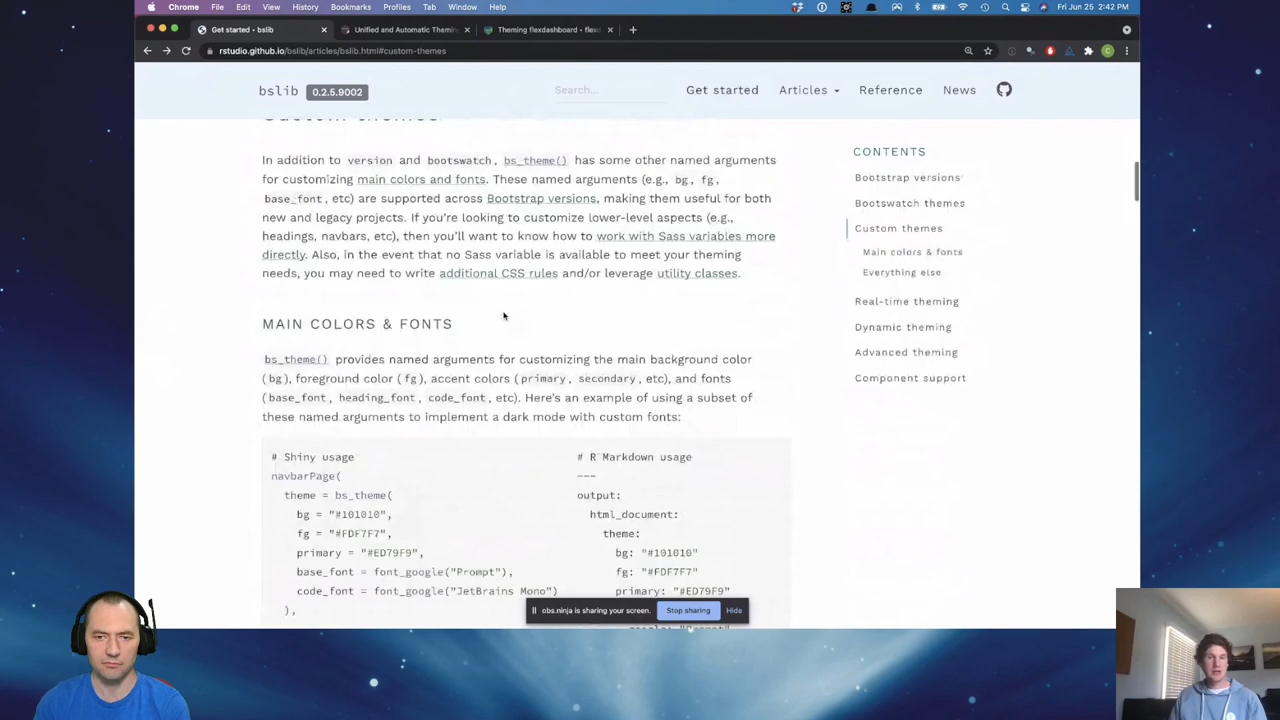 Chrome File Edit View History Bookmarks Profiles Tab Window Help Fri Jun 25 2:42 PM
Get started • bslib Unified and Automatic Theming Theming flexdashboard • flexd
rstudio.github.io/bslib/articles/bslib.html#custom-themes
bslib 0.2.5.9002 Search... Get started Articles Reference News
Custom themes
In addition to version and bootswatch, bs_theme() has some other named arguments
for customizing main colors and fonts. These named arguments (e.g., bg, fg,
base_font, etc) are supported across Bootstrap versions, making them useful for both
new and legacy projects. If you're looking to customize lower-level aspects (e.g.,
headings, navbars, etc), then you'll want to know how to work with Sass variables more
directly. Also, in the event that no Sass variable is available to meet your theming
needs, you may need to write additional CSS rules and/or leverage utility classes.
MAIN COLORS & FONTS
bs_theme() provides named arguments for customizing the main background color
(bg), foreground color (fg), accent colors (primary, secondary, etc), and fonts
(base_font, heading_font, code_font, etc). Here's an example of using a subset of
these named arguments to implement a dark mode with custom fonts:
# Shiny usage
navbarPage(
theme = bs_theme(
bg = "#101010",
fg = "#FDF7F7",
primary = "#ED79F9",
base_font = font_google("Prompt"),
code_font = font_google("JetBrains Mono")
),
# R Markdown usage
---
output:
html_document:
theme:
bg: "#101010"
fg: "#FDF7F7"
primary: "#ED79F9"
CONTENTS
Bootstrap versions
Bootswatch themes
Custom themes
Main colors & fonts
Everything else
Real-time theming
Dynamic theming
Advanced theming
Component support
obs.ninja is sharing your screen. Stop sharing Hide